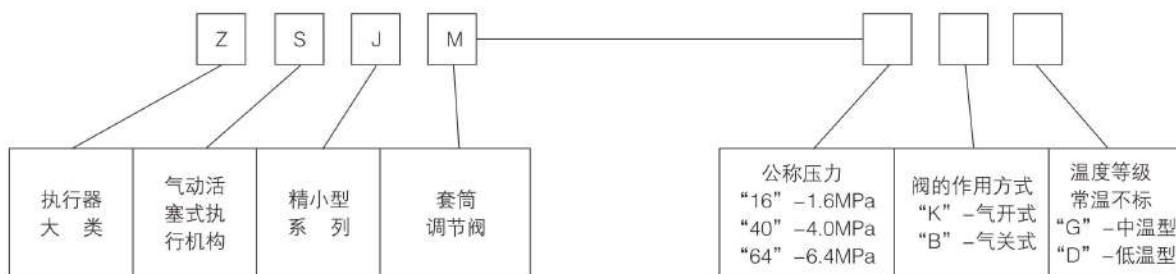 Z S J M
执行器
大 类
气动活
塞式执
行机构
精小型
系 列
套筒
调节阀
公称压力
“16” –1.6MPa
“40” –4.0MPa
“64” –6.4MPa
阀的作用方式
“K” –气开式
“B” –气关式
温度等级
常温不标
“G” –中温型
“D” –低温型